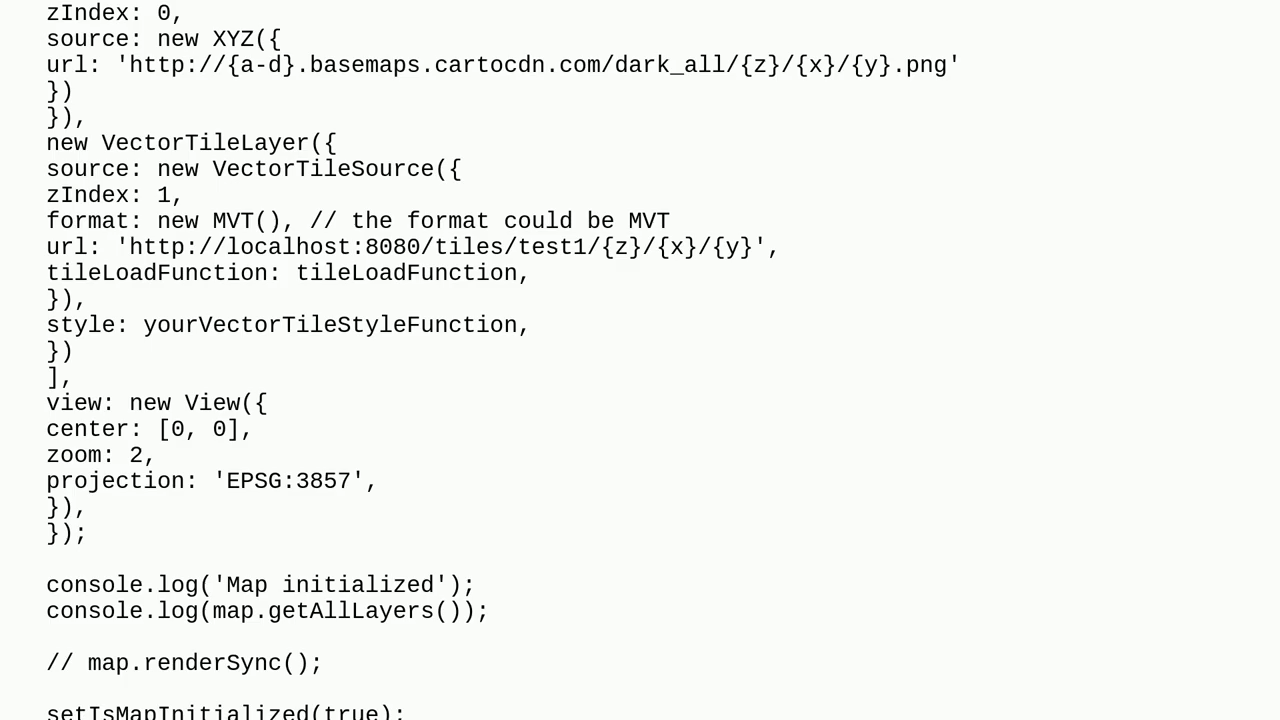 zIndex: 0,
source: new XYZ({
url: 'http://{a-d}.basemaps.cartocdn.com/dark_all/{z}/{x}/{y}.png'
})
}),
new VectorTileLayer({
source: new VectorTileSource({
zIndex: 1,
format: new MVT(), // the format could be MVT
url: 'http://localhost:8080/tiles/test1/{z}/{x}/{y}',
tileLoadFunction: tileLoadFunction,
}),
style: yourVectorTileStyleFunction,
})
],
view: new View({
center: [0, 0],
zoom: 2,
projection: 'EPSG:3857',
}),
});
console.log('Map initialized');
console.log(map.getAllLayers());
// map.renderSync();
setIsMapInitialized(true);